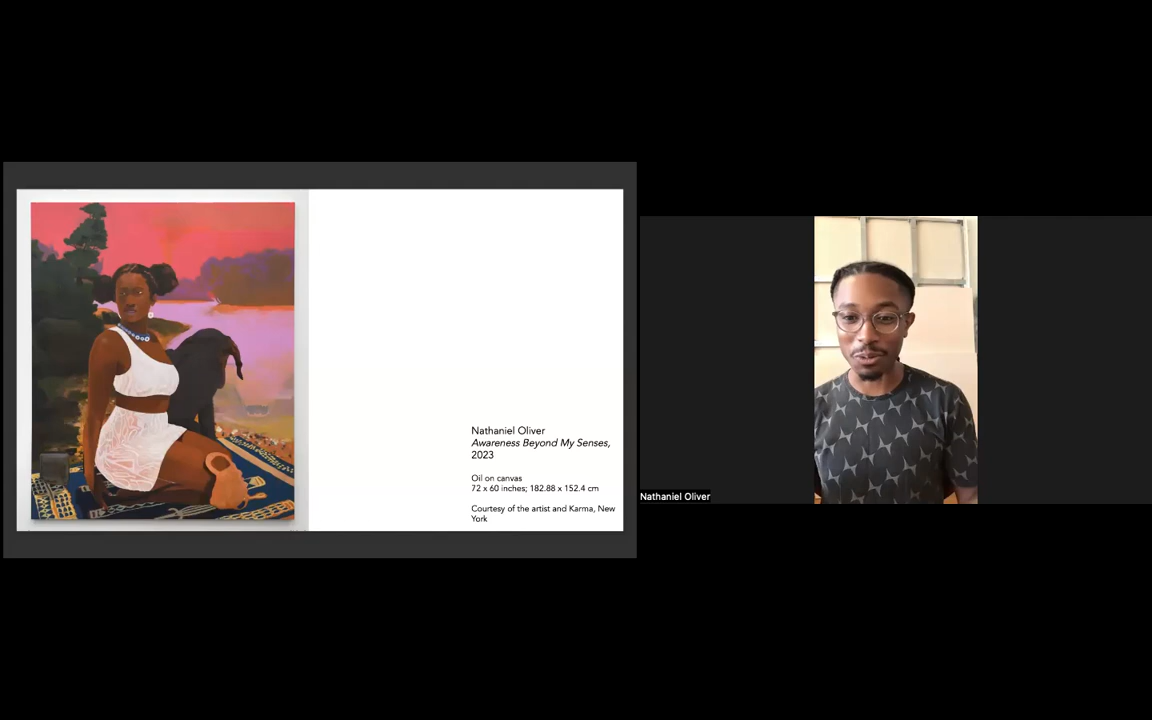 Nathaniel Oliver
Awareness Beyond My Senses,
2023
Oil on canvas
72 x 60 inches; 182.88 x 152.4 cm
Courtesy of the artist and Karma, New
York
Nathaniel Oliver